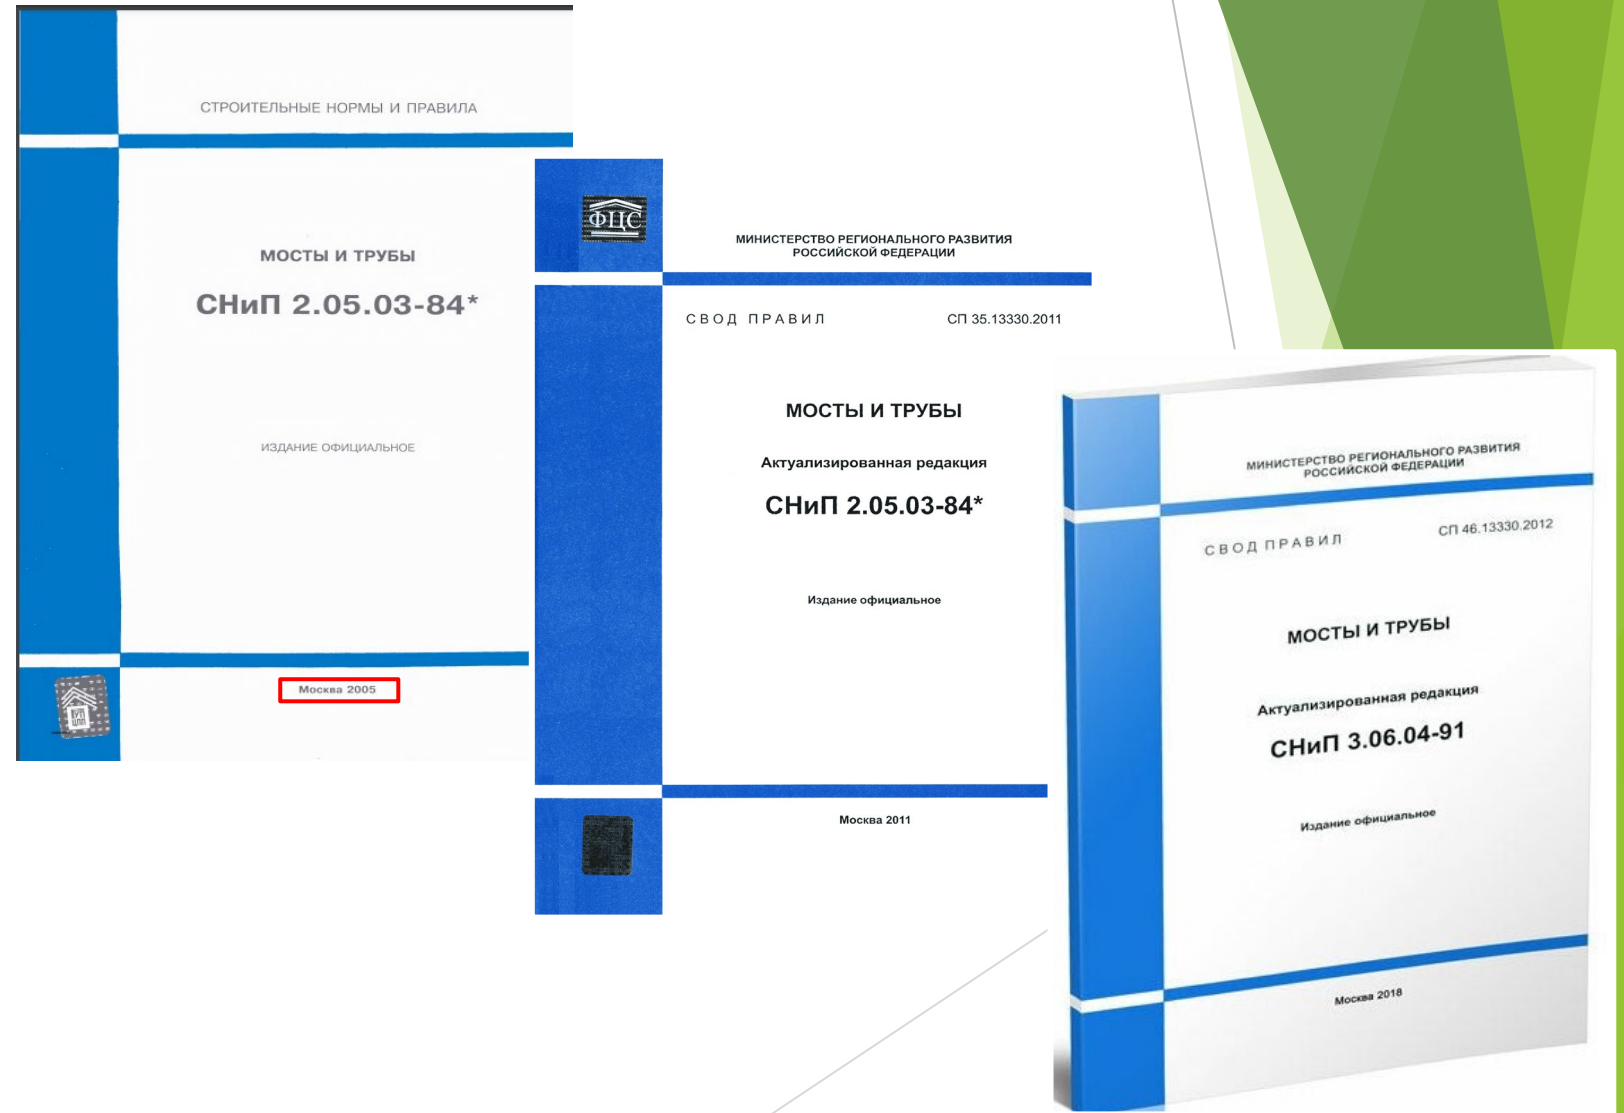 СТРОИТЕЛЬНЫЕ НОРМЫ И ПРАВИЛА
МОСТЫ И ТРУБЫ
СНиП 2.05.03-84*
ИЗДАНИЕ ОФИЦИАЛЬНОЕ
Москва 2005
ФЦС
МИНИСТЕРСТВО РЕГИОНАЛЬНОГО РАЗВИТИЯ
РОССИЙСКОЙ ФЕДЕРАЦИИ
СВОД ПРАВИЛ СП 35.13330.2011
МОСТЫ И ТРУБЫ
Актуализированная редакция
СНиП 2.05.03-84*
Издание официальное
Москва 2011
МИНИСТЕРСТВО РЕГИОНАЛЬНОГО РАЗВИТИЯ
РОССИЙСКОЙ ФЕДЕРАЦИИ
СВОД ПРАВИЛ СП 46.13330.2012
МОСТЫ И ТРУБЫ
Актуализированная редакция
СНиП 3.06.04-91
Издание официальное
Москва 2018